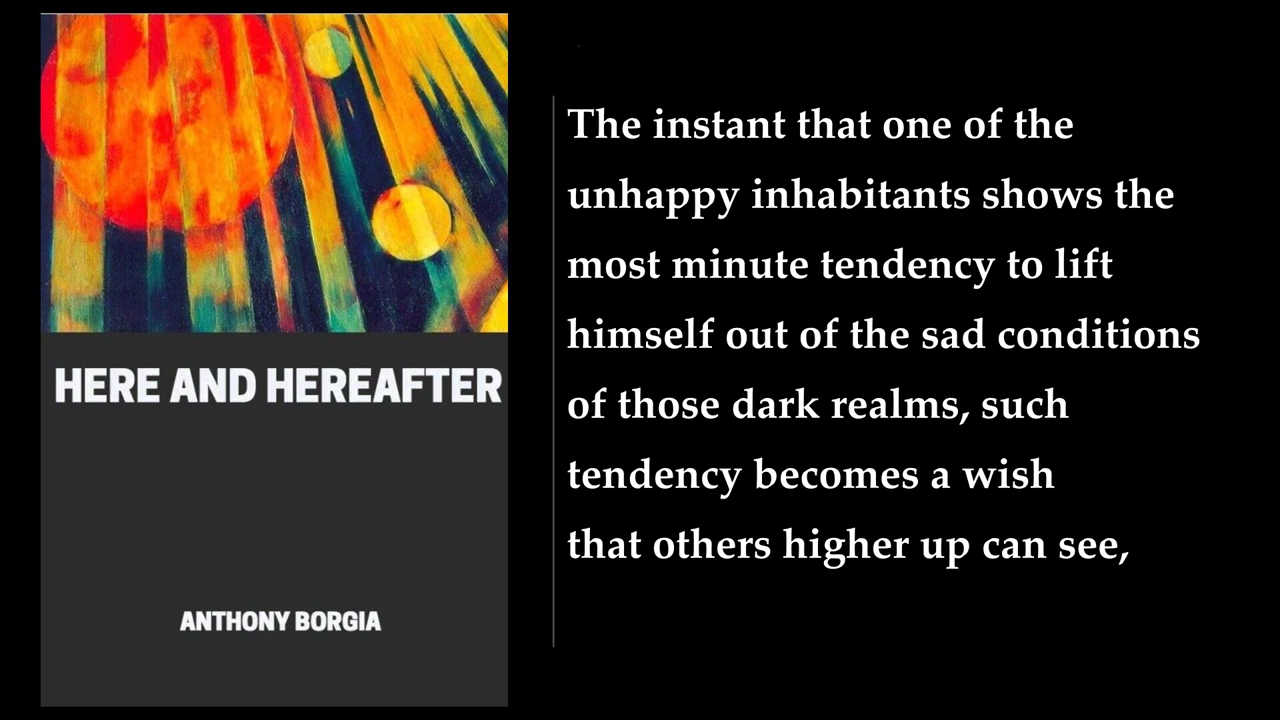 HERE AND HEREAFTER
ANTHONY BORGIA
The instant that one of the
unhappy inhabitants shows the
most minute tendency to lift
himself out of the sad conditions
of those dark realms, such
tendency becomes a wish
that others higher up can see,